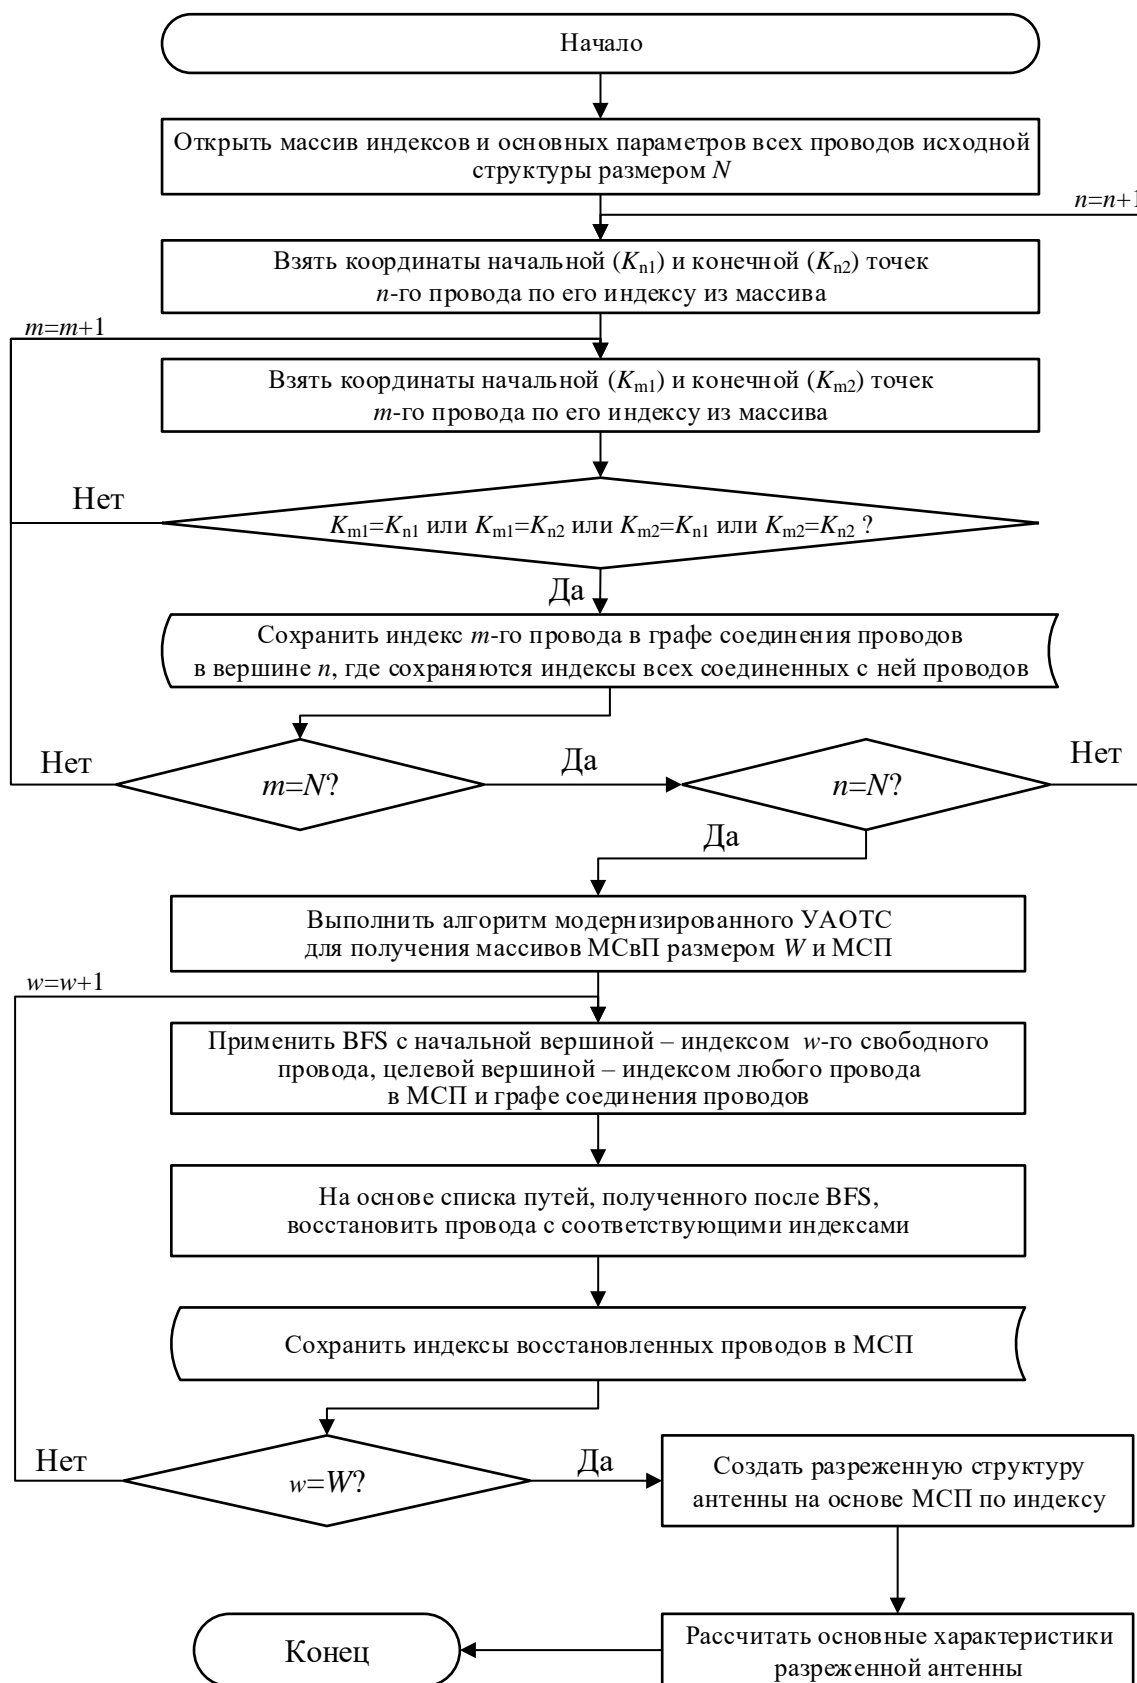 Начало
Открыть массив индексов и основных параметров всех проводов исходной
структуры размером N
n=n+1
Взять координаты начальной (Kn1) и конечной (Kn2) точек
n-го провода по его индексу из массива
m=m+1
Взять координаты начальной (Km1) и конечной (Km2) точек
m-го провода по его индексу из массива
Нет
Km1=Kn1 или Km1=Kn2 или Km2=Kn1 или Km2=Kn2 ?
Да
Сохранить индекс m-го провода в графе соединения проводов
в вершине n, где сохраняются индексы всех соединенных с ней проводов
Нет
m=N?
Да
n=N?
Нет
Да
Выполнить алгоритм модернизированного УАОТС
для получения массивов МСвП размером W и МСП
w=w+1
Применить BFS с начальной вершиной – индексом w-го свободного
провода, целевой вершиной – индексом любого провода
в МСП и графе соединения проводов
На основе списка путей, полученного после BFS,
восстановить провода с соответствующими индексами
Сохранить индексы восстановленных проводов в МСП
Нет
w=W?
Да
Создать разреженную структуру
антенны на основе МСП по индексу
Рассчитать основные характеристики
разреженной антенны
Конец